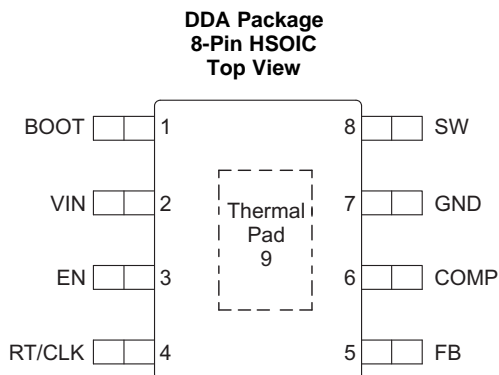 DDA Package
8-Pin HSOIC
Top View
BOOT 1 8 SW
VIN 2 Thermal Pad 9 7 GND
EN 3 6 COMP
RT/CLK 4 5 FB